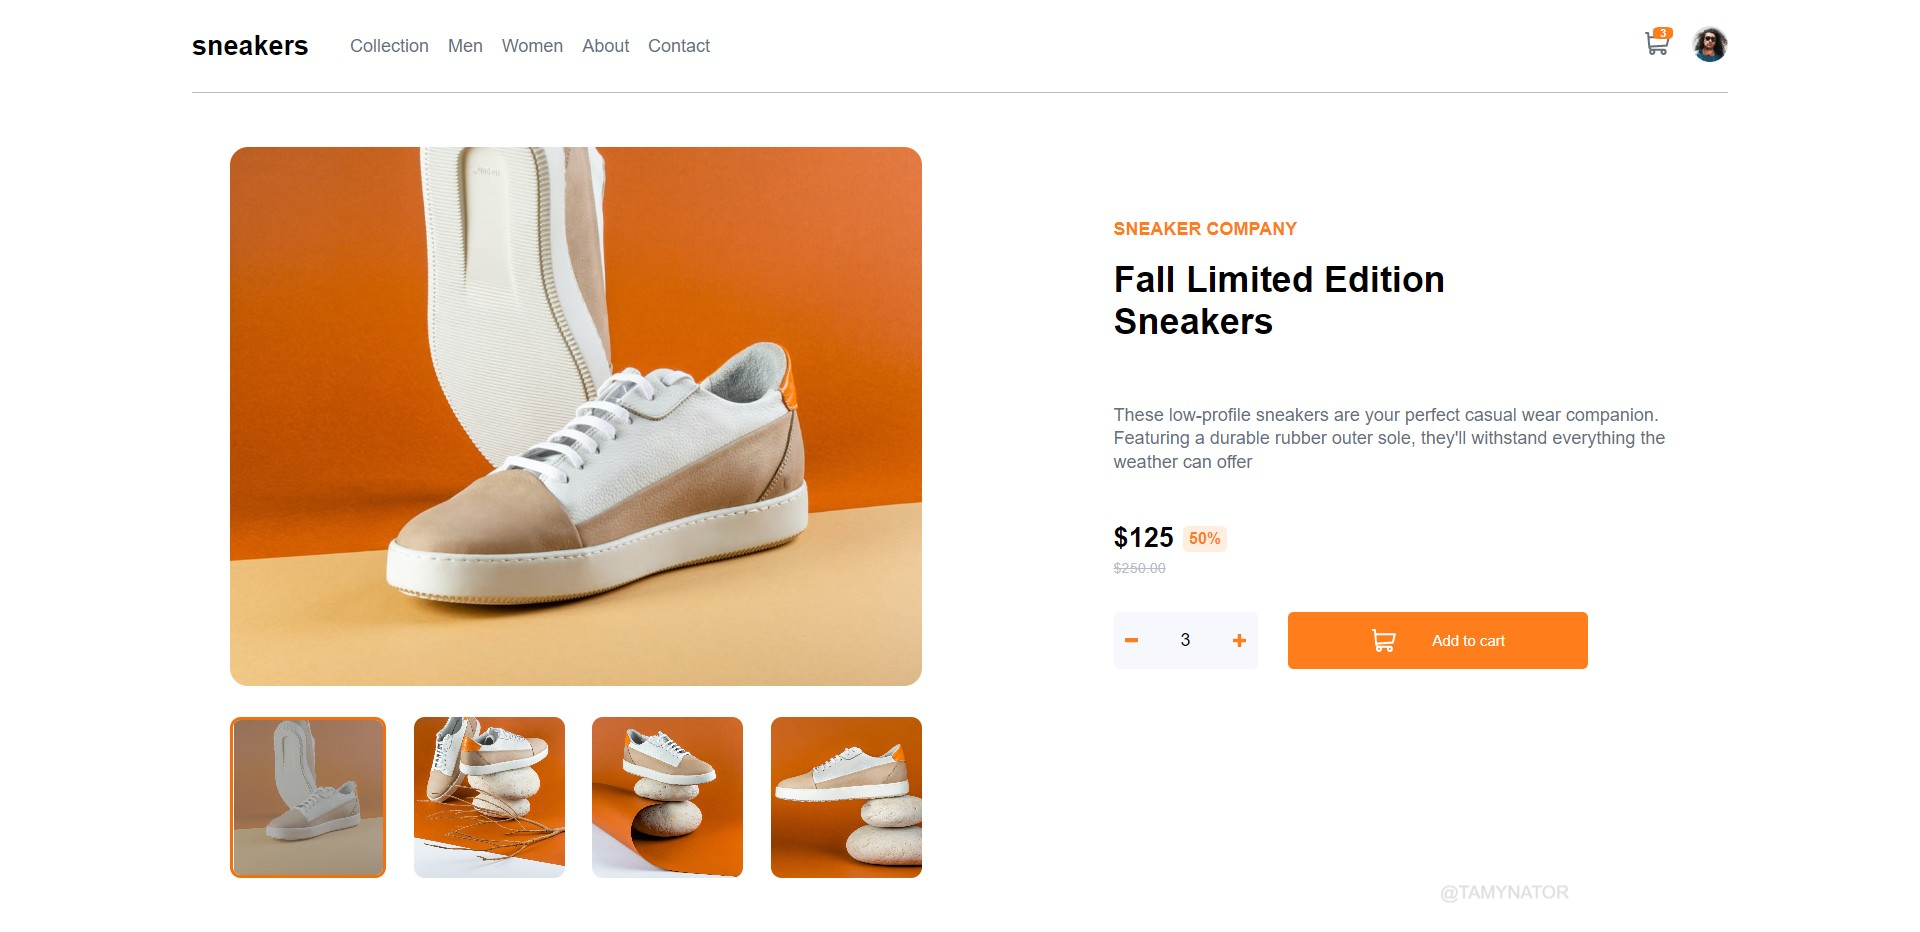 sneakers
Collection Men Women About Contact
3
SNEAKER COMPANY
Fall Limited Edition
Sneakers
These low-profile sneakers are your perfect casual wear companion.
Featuring a durable rubber outer sole, they'll withstand everything the
weather can offer
$125 50%
$250.00
3
Add to cart
@TAMYNATOR